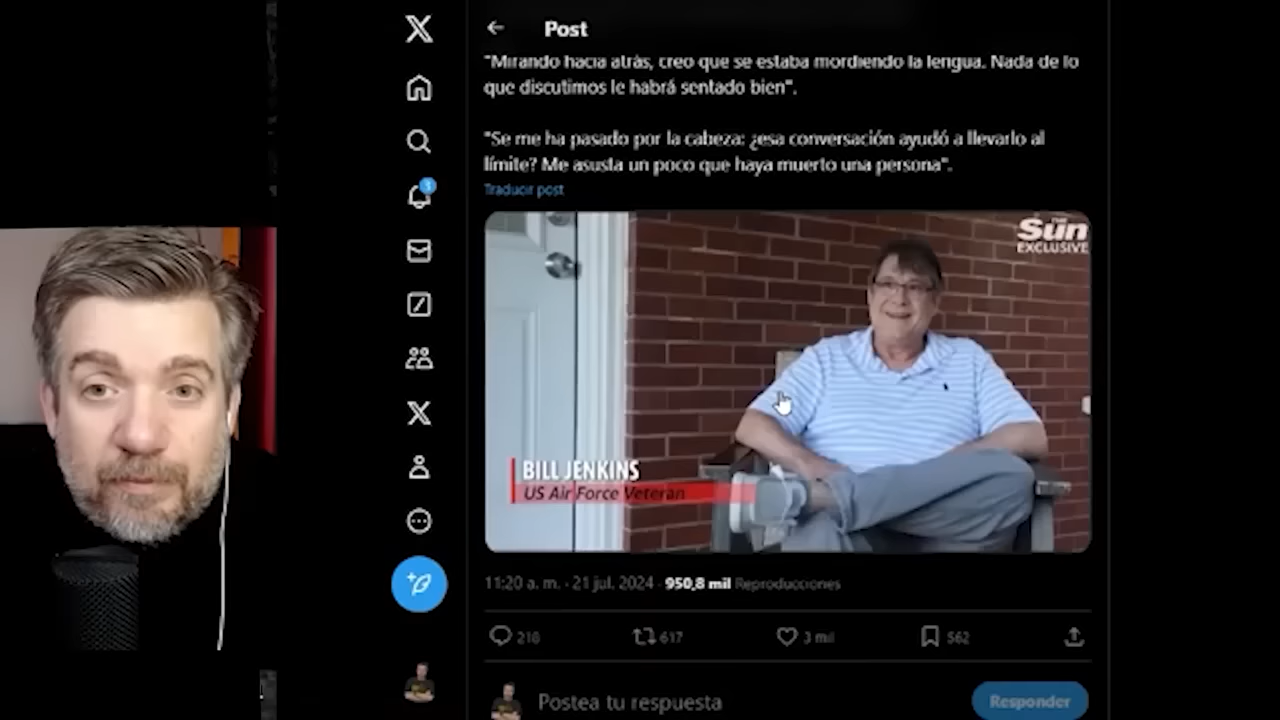 Post
"Mirando hacia atrás, creo que se estaba mordiendo la lengua. Nada de lo
que discutimos le habrá sentado bien".
"Se me ha pasado por la cabeza: ¿esa conversación ayudó a llevarlo al
límite? Me asusta un poco que haya muerto una persona".
Traducir post
THE
Sun
EXCLUSIVE
BILL JENKINS
US Air Force Veteran
11:20 a. m. · 21 jul. 2024 · 950,8 mil Reproducciones
218 617 3 mil 562
Postea tu respuesta
Responder
3